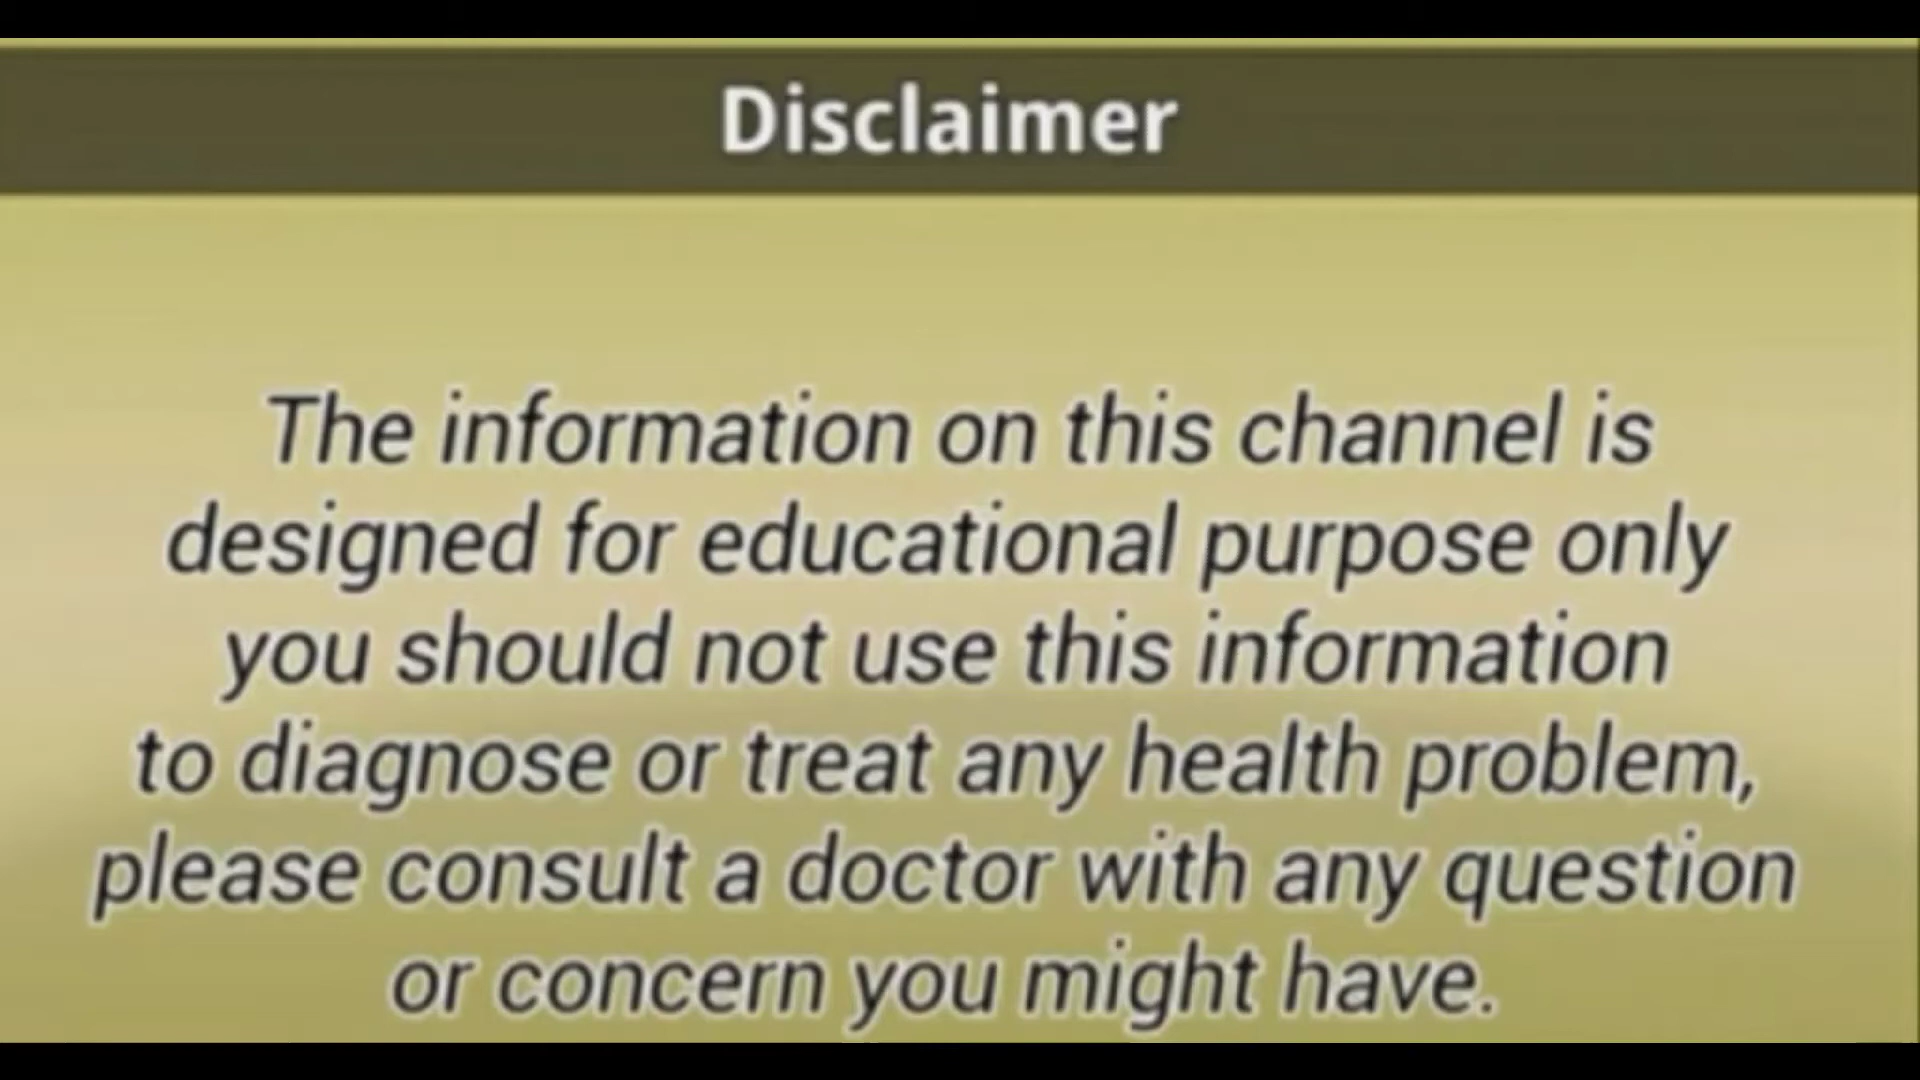 Disclaimer
The information on this channel is
designed for educational purpose only
you should not use this information
to diagnose or treat any health problem,
please consult a doctor with any question
or concern you might have.